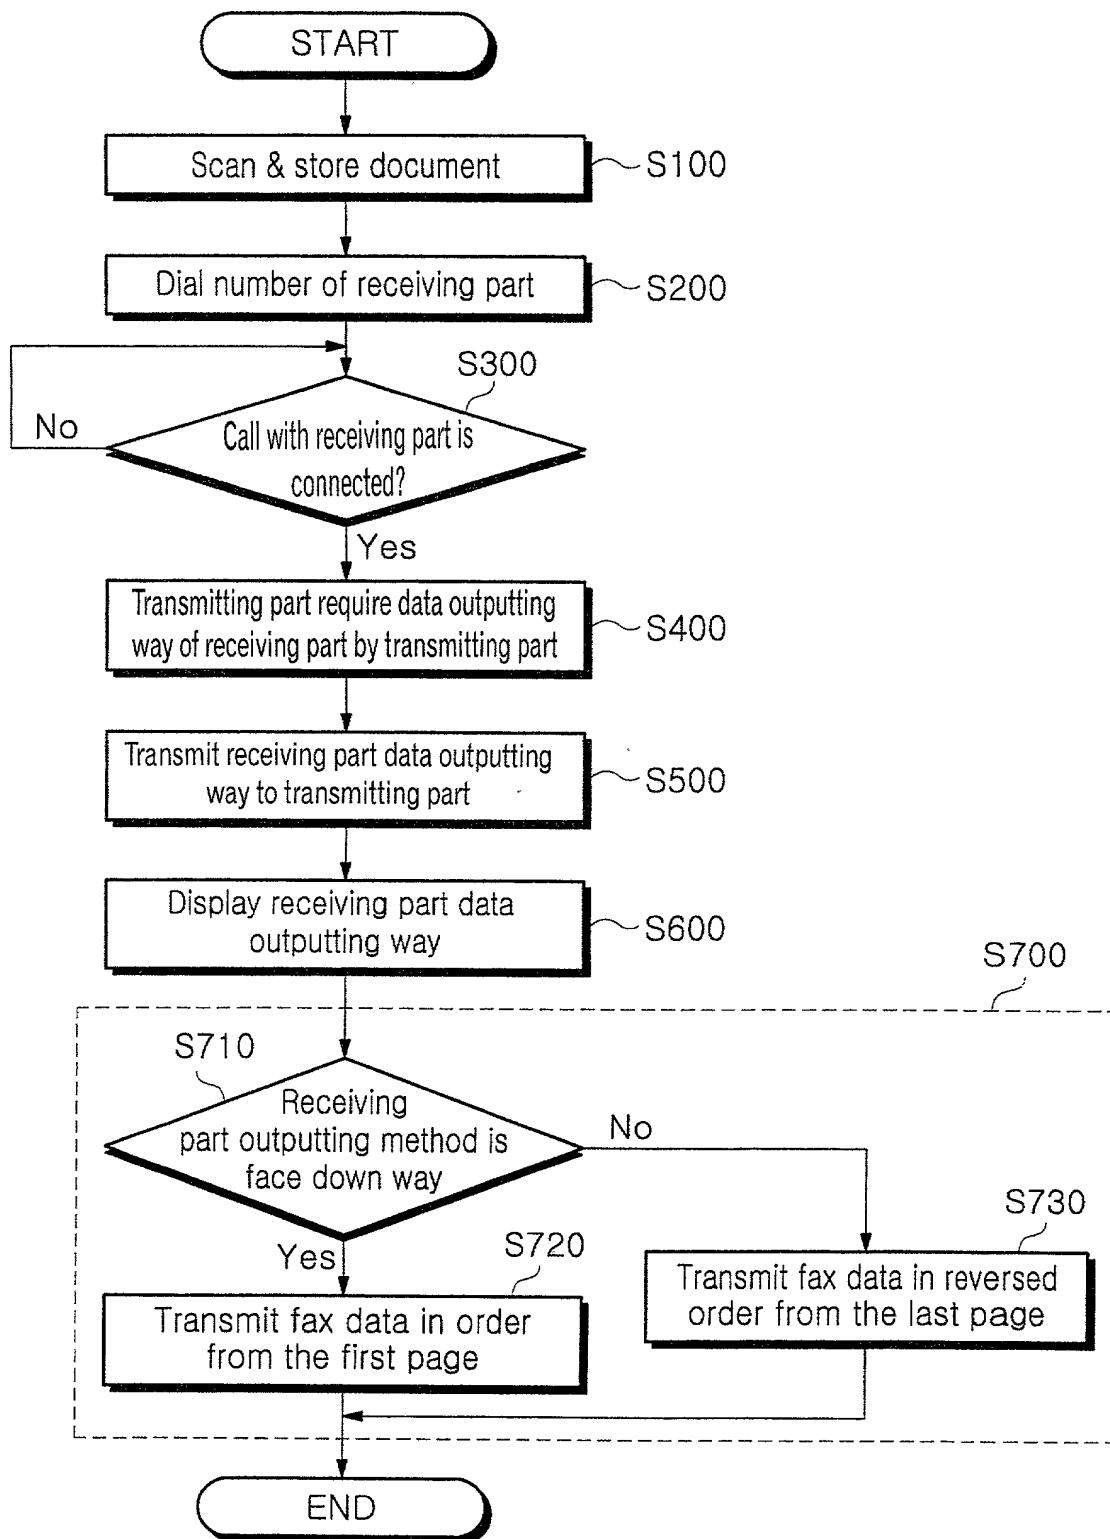 START
Scan & store document
S100
Dial number of receiving part
S200
S300
No
Call with receiving part is
connected?
Yes
Transmitting part require data outputting
way of receiving part by transmitting part
S400
Transmit receiving part data outputting
way to transmitting part
S500
Display receiving part data
outputting way
S600
S700
S710
Receiving
part outputting method is
face down way
No
Yes
S720
Transmit fax data in order
from the first page
S730
Transmit fax data in reversed
order from the last page
END